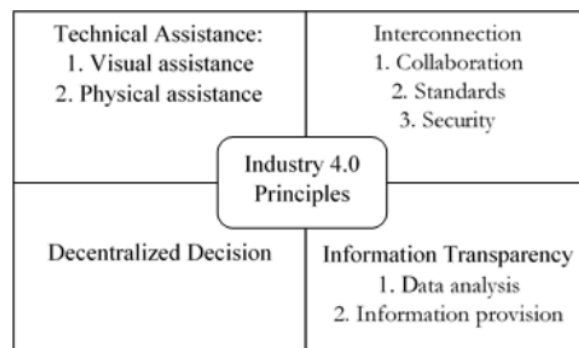 Technical Assistance:
1. Visual assistance
2. Physical assistance
Interconnection
1. Collaboration
2. Standards
3. Security
Industry 4.0
Principles
Decentralized Decision
Information Transparency
1. Data analysis
2. Information provision